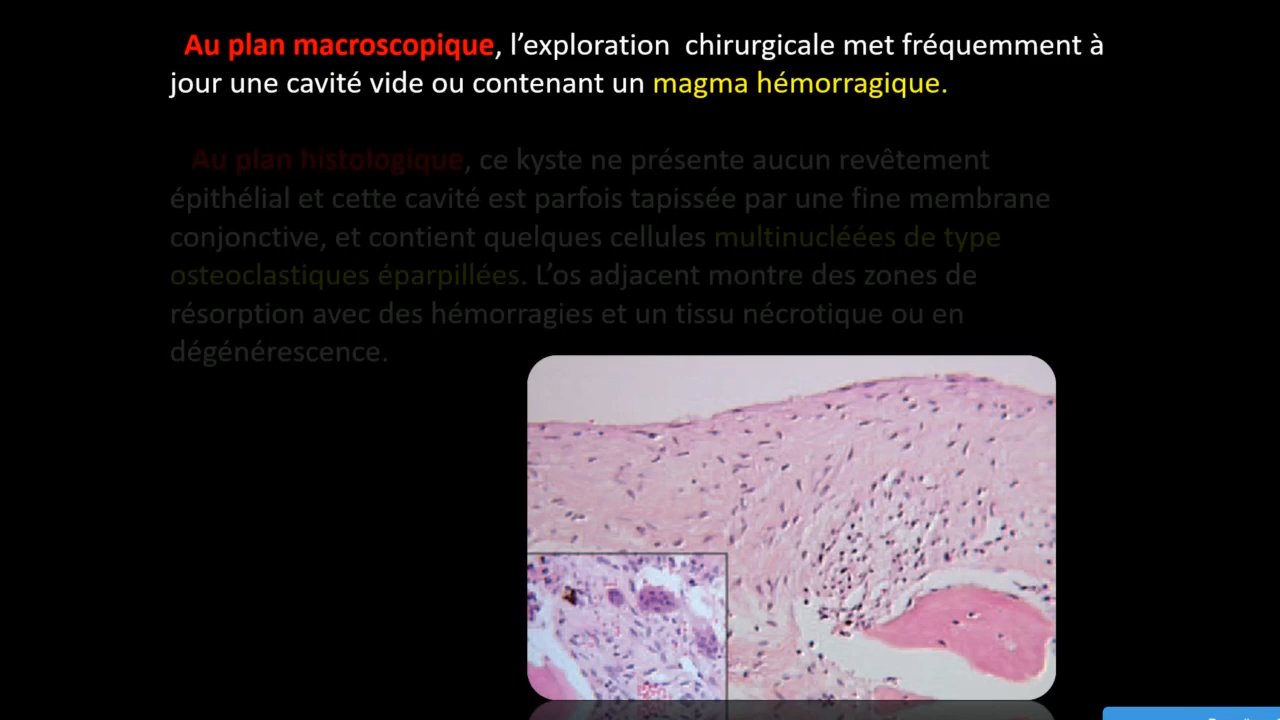 Au plan macroscopique, l’exploration chirurgicale met fréquemment à
jour une cavité vide ou contenant un magma hémorragique.
Au plan histologique, ce kyste ne présente aucun revêtement
épithélial et cette cavité est parfois tapissée par une fine membrane
conjonctive, et contient quelques cellules multinucléées de type
osteoclastiques éparpillées. L’os adjacent montre des zones de
résorption avec des hémorragies et un tissu nécrotique ou en
dégénérescence.